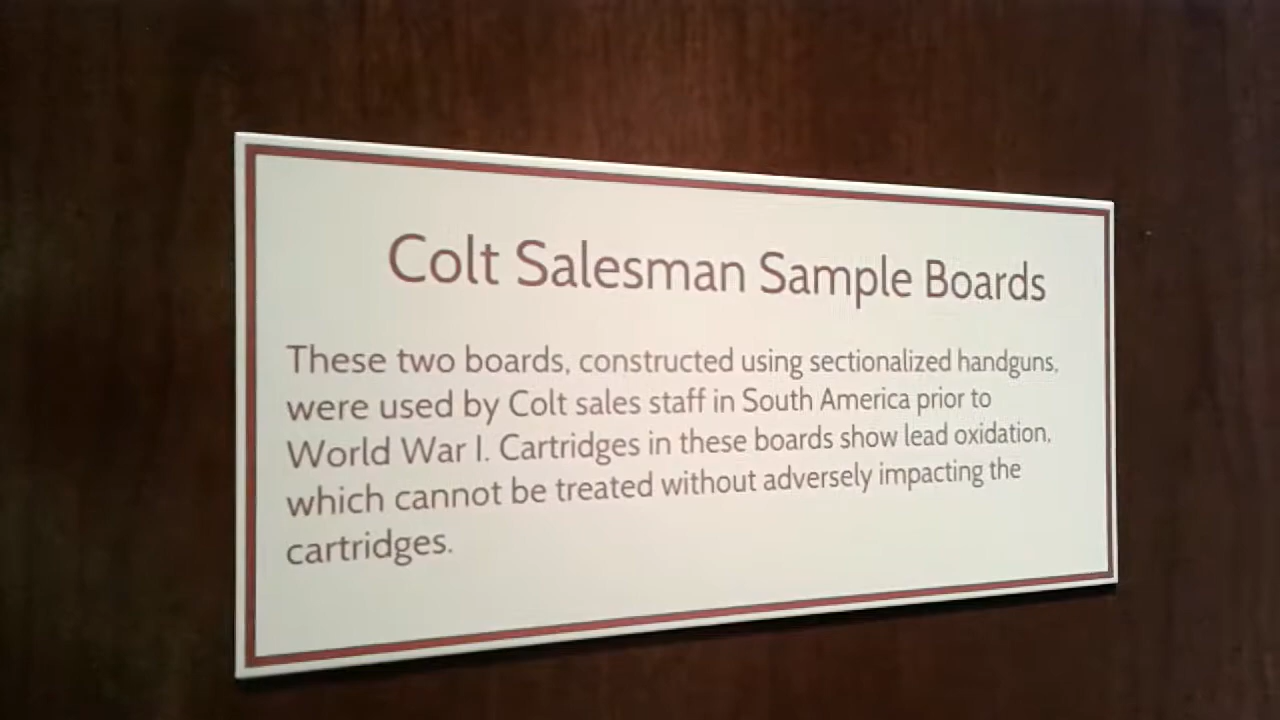 Colt Salesman Sample Boards
These two boards, constructed using sectionalized handguns,
were used by Colt sales staff in South America prior to
World War I. Cartridges in these boards show lead oxidation,
which cannot be treated without adversely impacting the
cartridges.